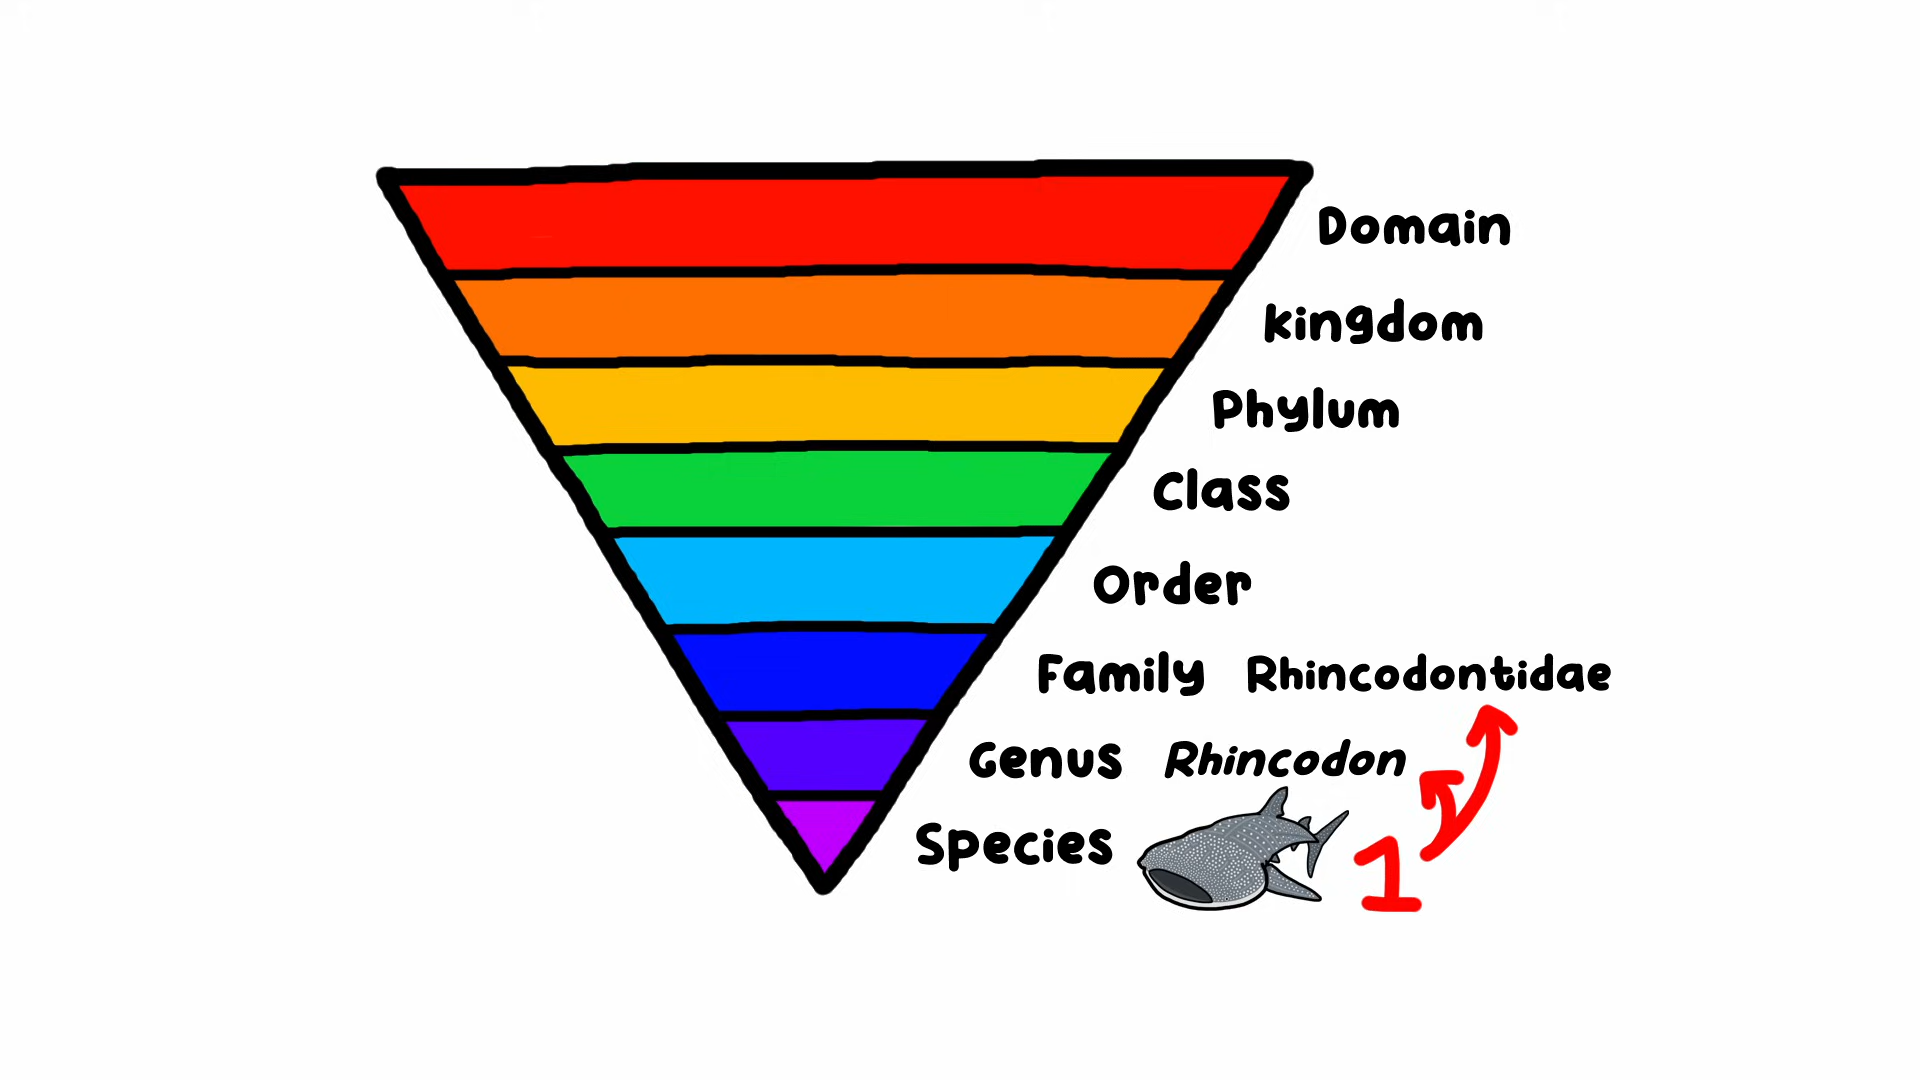 Domain
kingdom
Phylum
Class
Order
Family Rhincodontidae
Genus Rhincodon
Species 1